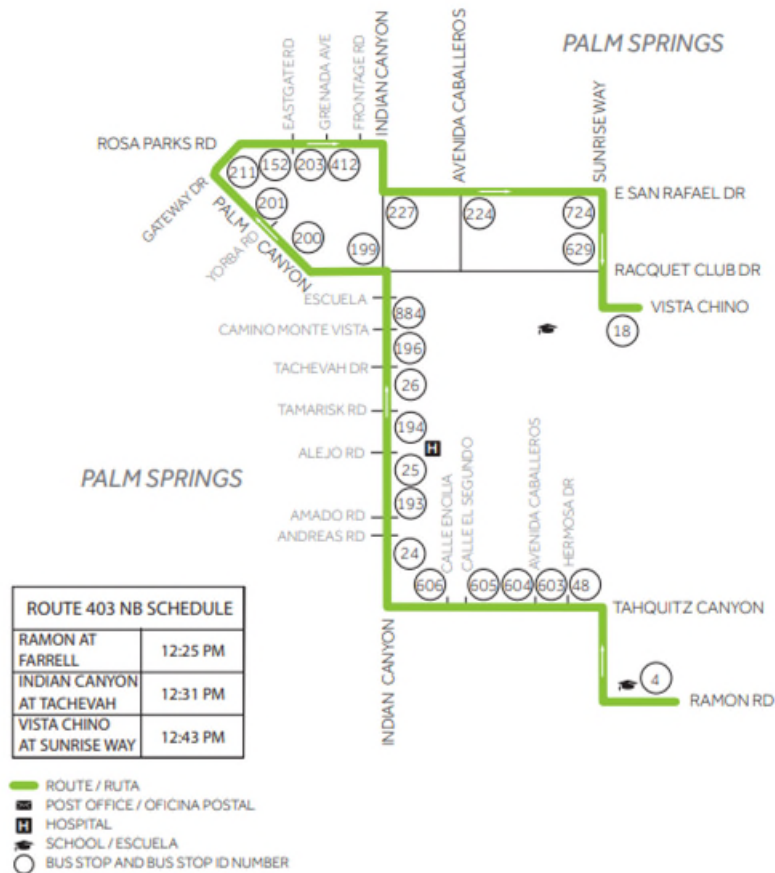 PALM SPRINGS
EASTGATE RD
GRENADA AVE
FRONTAGE RD
INDIAN CANYON
AVENIDA CABALLEROS
SUNRISE WAY
ROSA PARKS RD
211
152
203
412
E SAN RAFAEL DR
GATEWAY DR
201
227
224
724
PALM CANYON
YORBA RD
200
199
629
RACQUET CLUB DR
ESCUELA
884
VISTA CHINO
CAMINO MONTE VISTA
18
196
TACHEVAH DR
26
TAMARISK RD
194
H
ALEJO RD
25
PALM SPRINGS
193
AMADO RD
ANDREAS RD
24
CALLE ENCILIA
CALLE EL SEGUNDO
AVENIDA CABALLEROS
HERMOSA DR
606
605
604
603
48
TAHQUITZ CANYON
INDIAN CANYON
4
RAMON RD
ROUTE 403 NB SCHEDULE
RAMON AT
FARRELL
12:25 PM
INDIAN CANYON
AT TACHEVAH
12:31 PM
VISTA CHINO
AT SUNRISE WAY
12:43 PM
ROUTE / RUTA
POST OFFICE / OFICINA POSTAL
H HOSPITAL
SCHOOL / ESCUELA
BUS STOP AND BUS STOP ID NUMBER